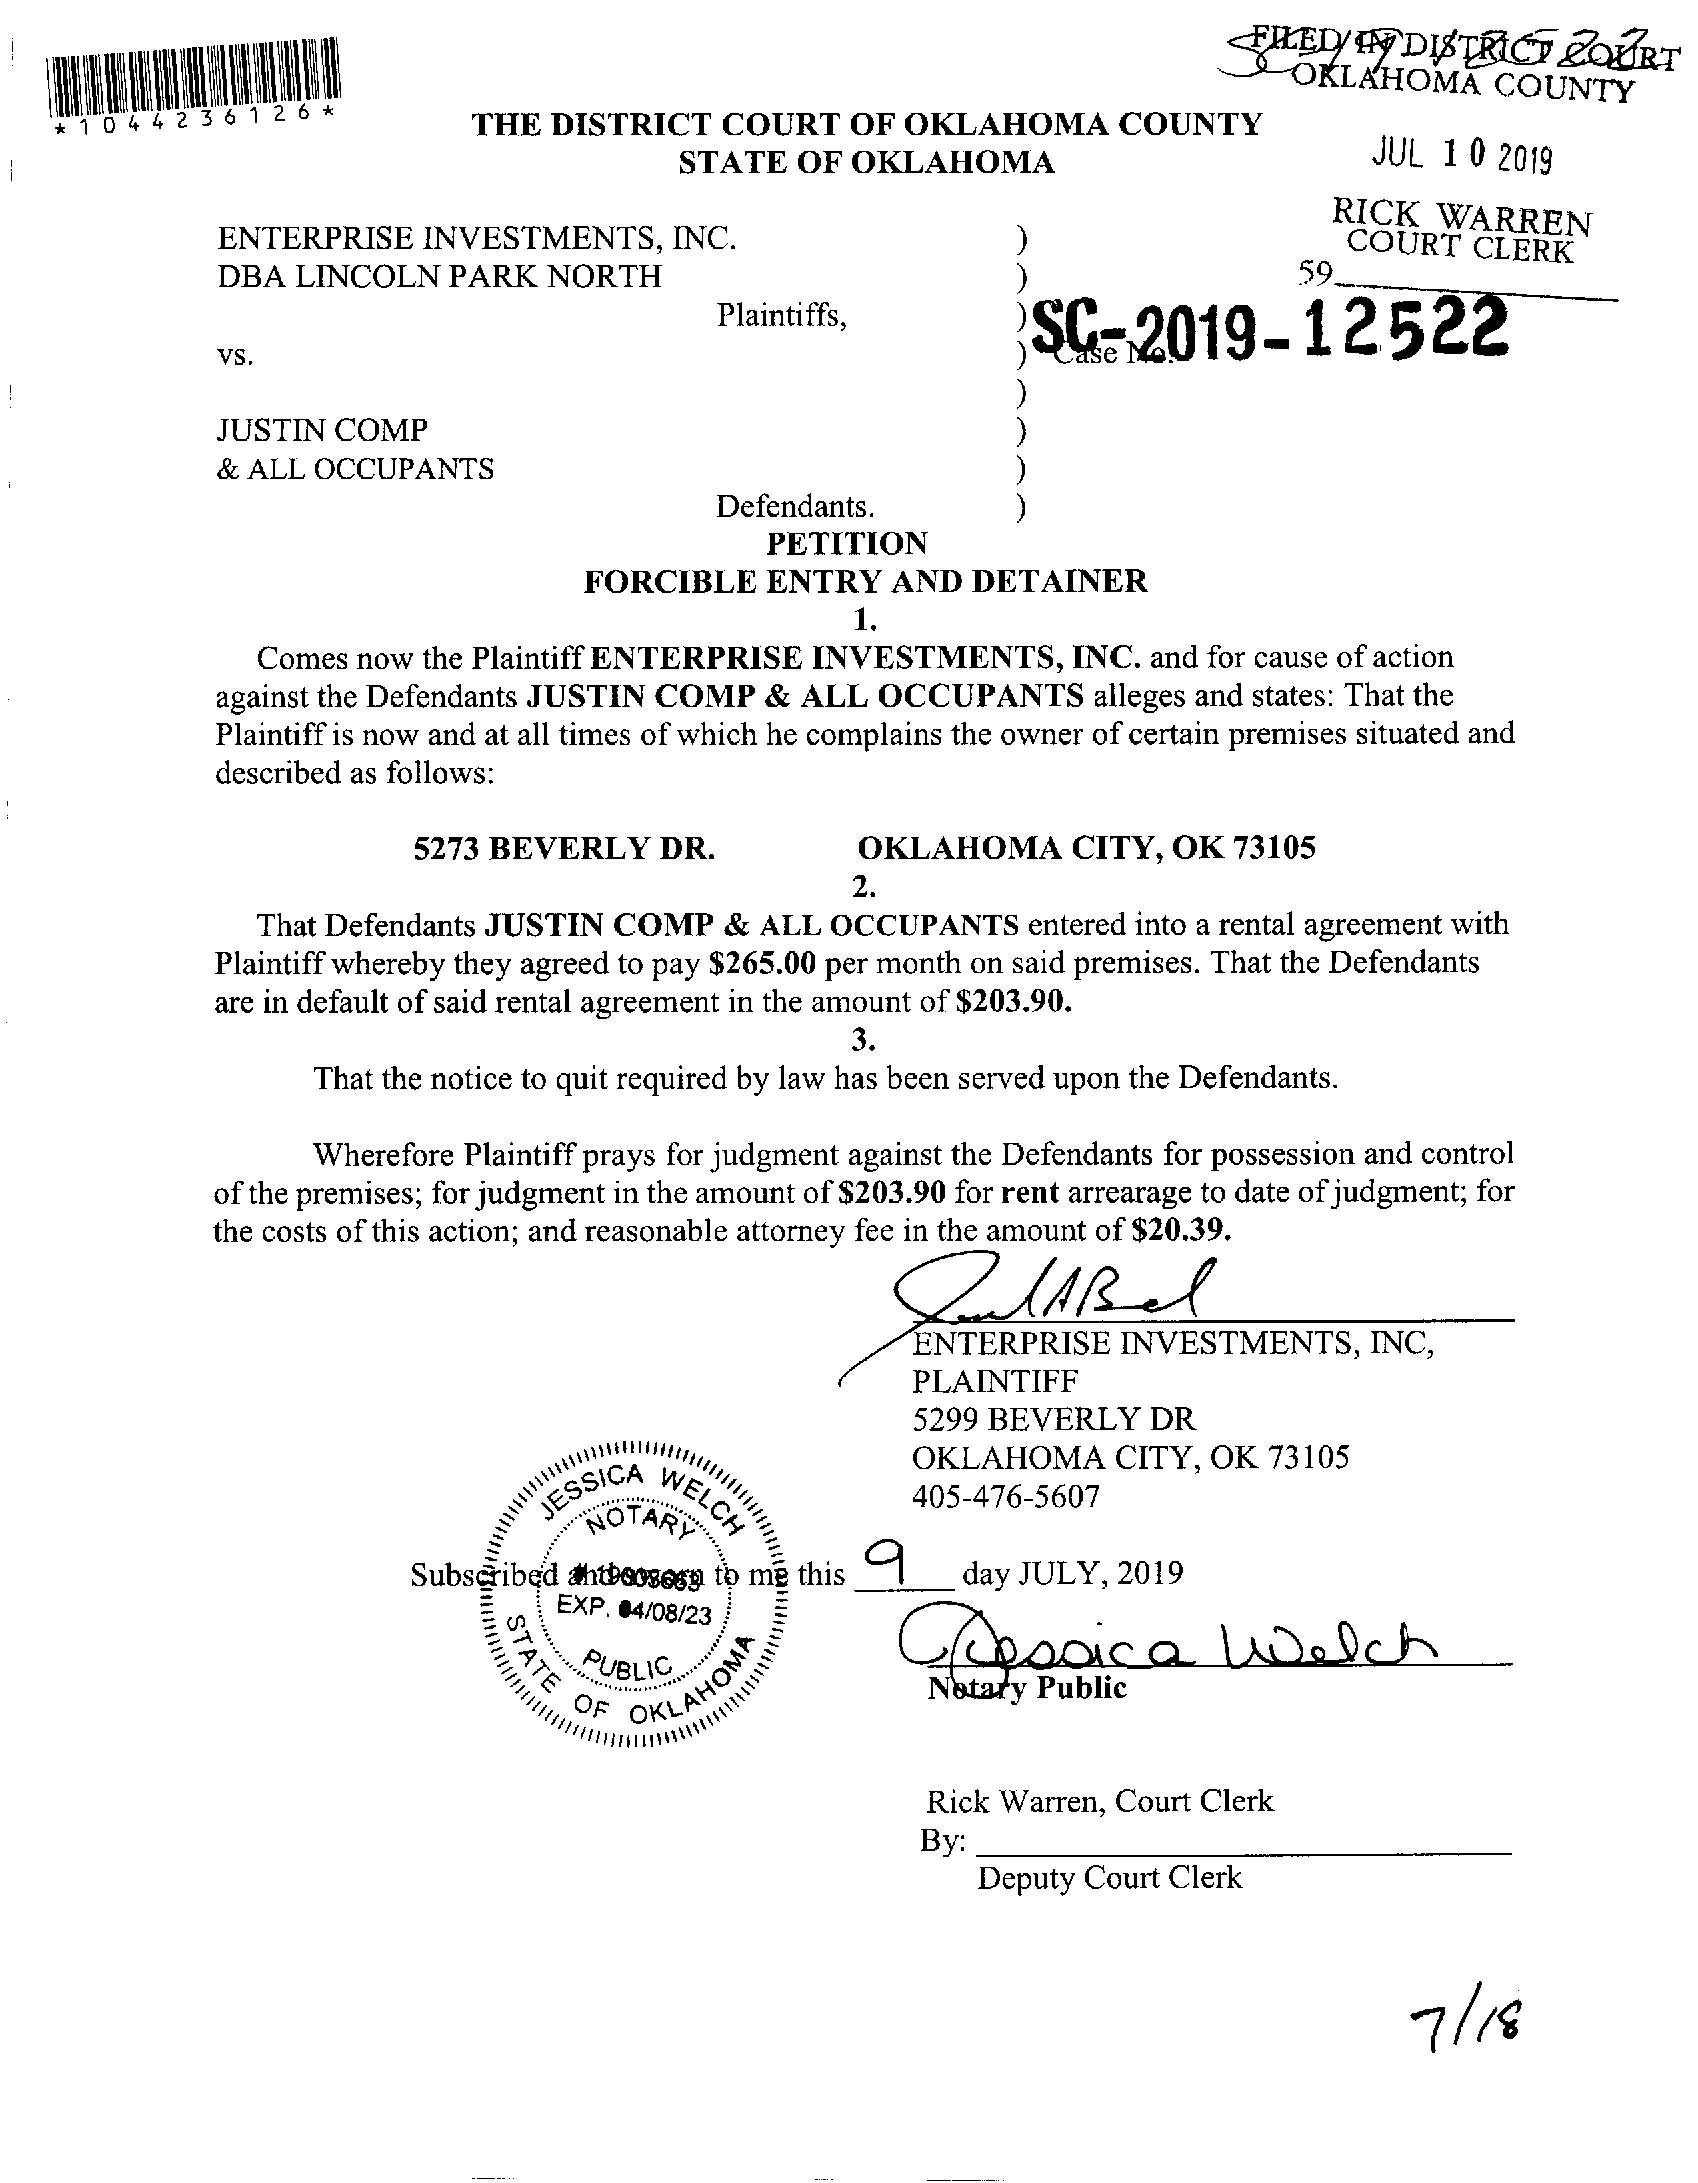 *1044236126*
FILED IN DISTRICT COURT
OKLAHOMA COUNTY
THE DISTRICT COURT OF OKLAHOMA COUNTY
STATE OF OKLAHOMA
JUL 10 2019
RICK WARREN
COURT CLERK
59
ENTERPRISE INVESTMENTS, INC. )
DBA LINCOLN PARK NORTH )
Plaintiffs, )
SC-2019-12522
vs. ) Case No.
)
JUSTIN COMP )
& ALL OCCUPANTS )
Defendants. )
PETITION
FORCIBLE ENTRY AND DETAINER
1.
Comes now the Plaintiff ENTERPRISE INVESTMENTS, INC. and for cause of action
against the Defendants JUSTIN COMP & ALL OCCUPANTS alleges and states: That the
Plaintiff is now and at all times of which he complains the owner of certain premises situated and
described as follows:
5273 BEVERLY DR. OKLAHOMA CITY, OK 73105
2.
That Defendants JUSTIN COMP & ALL OCCUPANTS entered into a rental agreement with
Plaintiff whereby they agreed to pay $265.00 per month on said premises. That the Defendants
are in default of said rental agreement in the amount of $203.90.
3.
That the notice to quit required by law has been served upon the Defendants.
Wherefore Plaintiff prays for judgment against the Defendants for possession and control
of the premises; for judgment in the amount of $203.90 for rent arrearage to date of judgment; for
the costs of this action; and reasonable attorney fee in the amount of $20.39.
ENTERPRISE INVESTMENTS, INC,
PLAINTIFF
5299 BEVERLY DR
OKLAHOMA CITY, OK 73105
405-476-5607
JESSICA WELCH
NOTARY
Subscribed and sworn to me this 9 day JULY, 2019
EXP. 04/08/23
PUBLIC
STATE OF OKLAHOMA
Jessica Welch
Notary Public
Rick Warren, Court Clerk
By:
Deputy Court Clerk
7/18